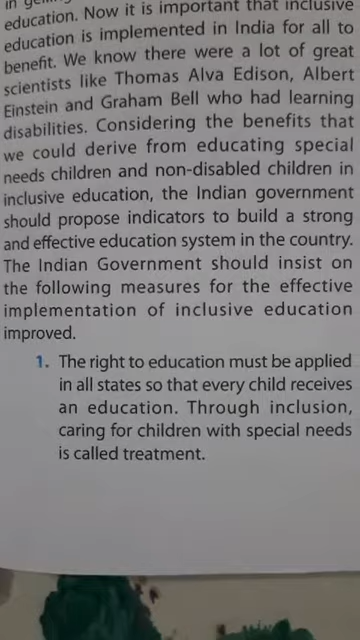 in
education. Now it is important that inclusive
education is implemented in India for all to
benefit. We know there were a lot of great
scientists like Thomas Alva Edison, Albert
Einstein and Graham Bell who had learning
disabilities. Considering the benefits that
we could derive from educating special
needs children and non-disabled children in
inclusive education, the Indian government
should propose indicators to build a strong
and effective education system in the country.
The Indian Government should insist on
the following measures for the effective
implementation of inclusive education
improved.
1. The right to education must be applied
in all states so that every child receives
an education. Through inclusion,
caring for children with special needs
is called treatment.